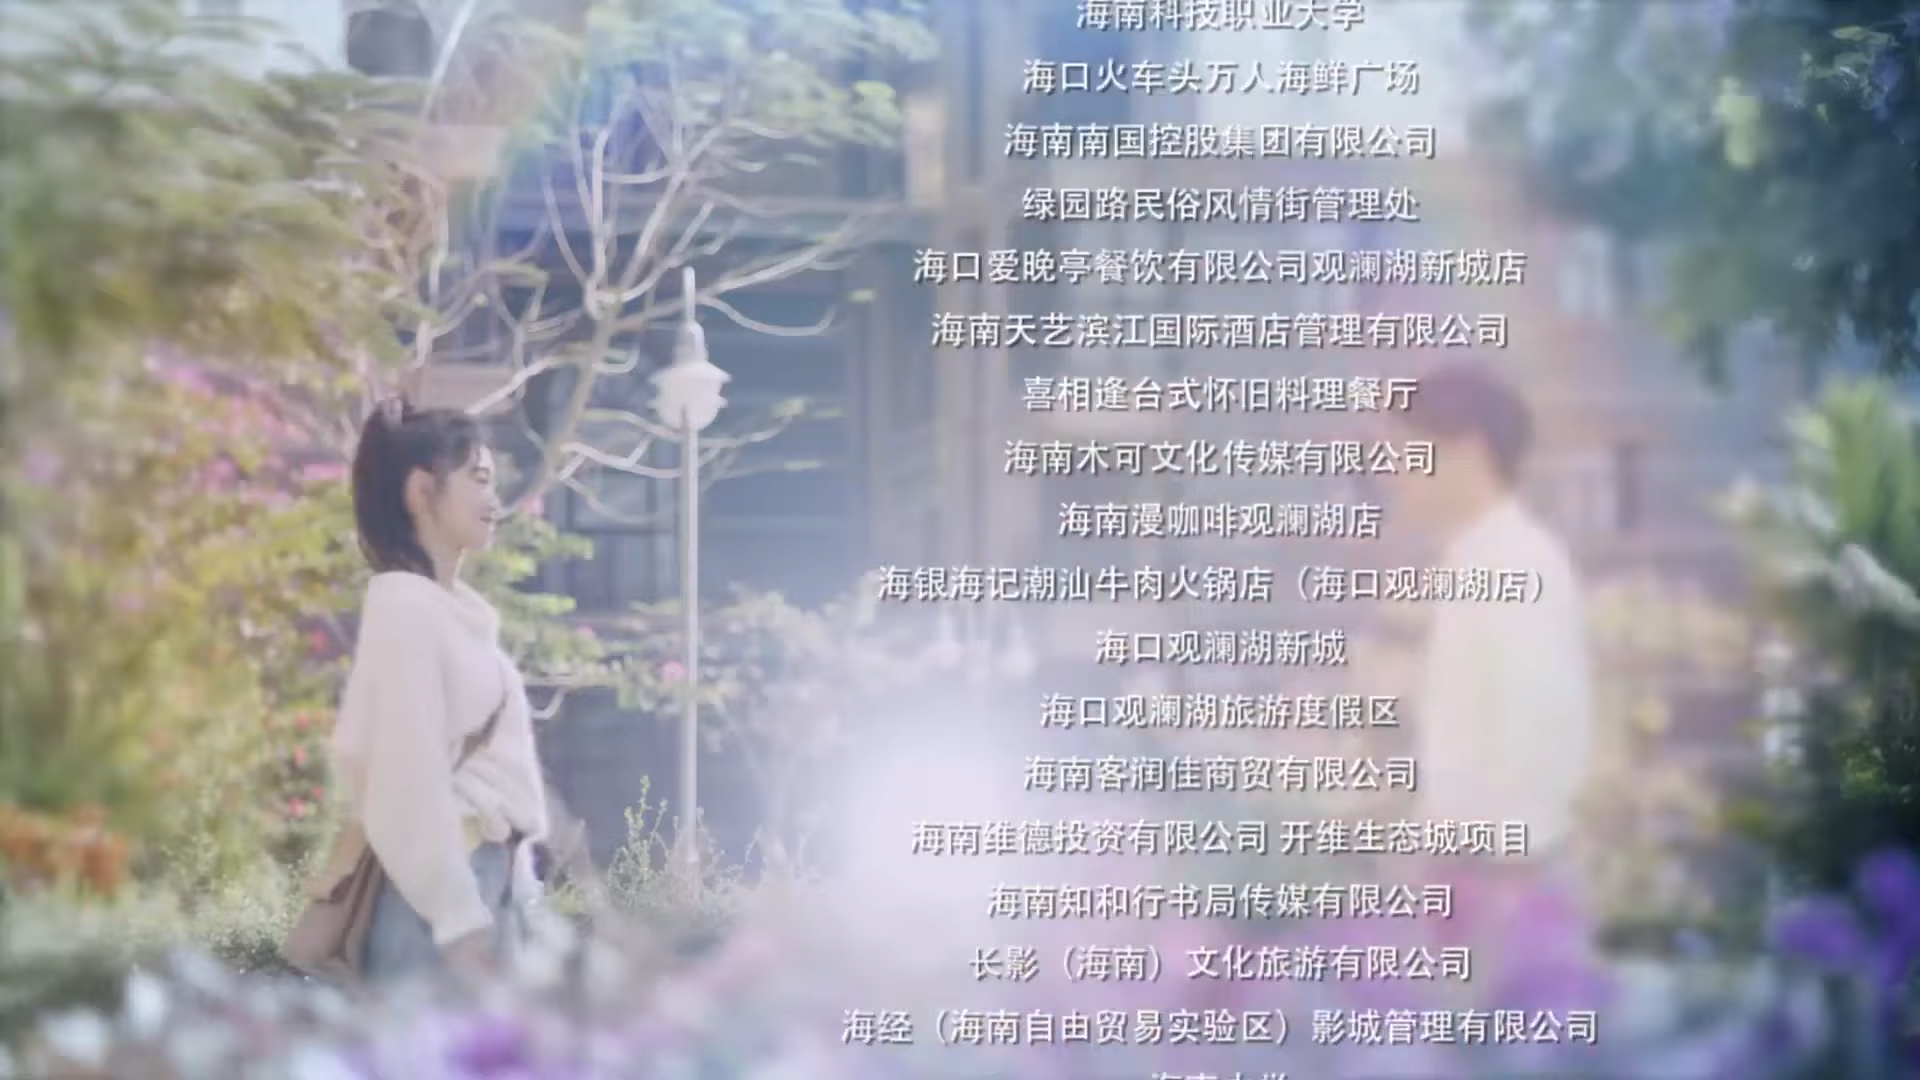 海南科技职业大学
海口火车头万人海鲜广场
海南南国控股集团有限公司
绿园路民俗风情街管理处
海口爱晚亭餐饮有限公司观澜湖新城店
海南天艺滨江国际酒店管理有限公司
喜相逢台式怀旧料理餐厅
海南木可文化传媒有限公司
海南漫咖啡观澜湖店
海银海记潮汕牛肉火锅店（海口观澜湖店）
海口观澜湖新城
海口观澜湖旅游度假区
海南客润佳商贸有限公司
海南维德投资有限公司 开维生态城项目
海南知和行书局传媒有限公司
长影（海南）文化旅游有限公司
海经（海南自由贸易实验区）影城管理有限公司